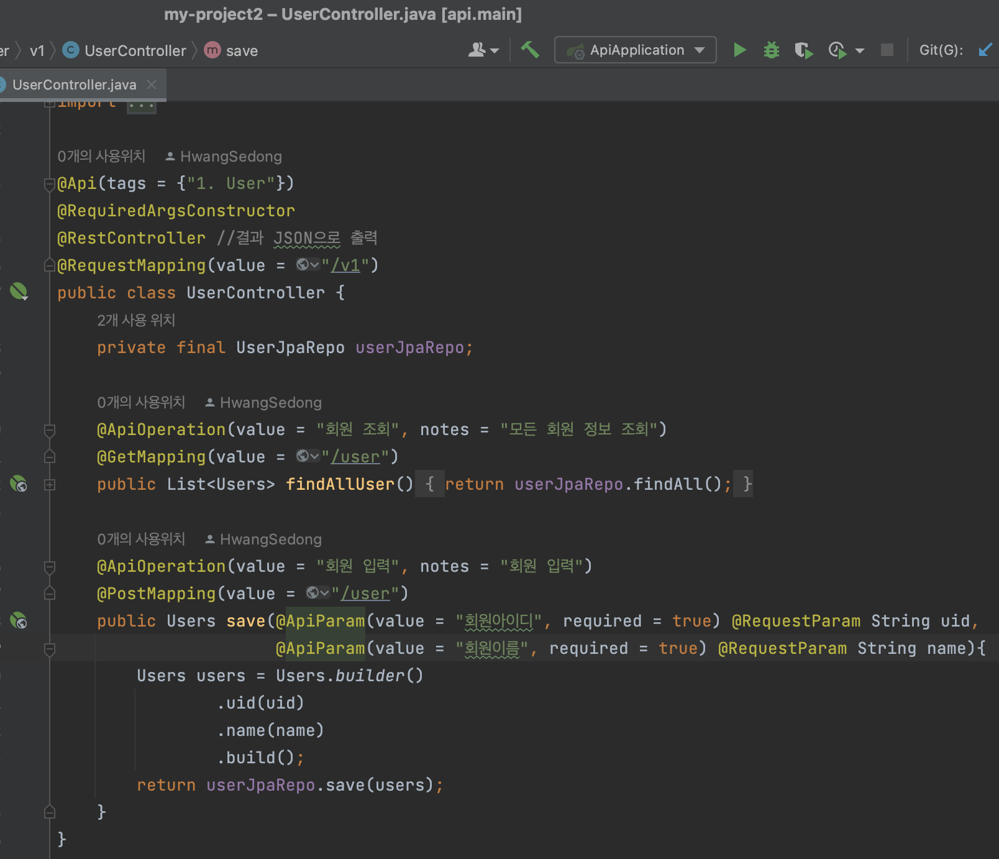 my-project2 – UserController.java [api.main]
er 〉 v1 〉 C UserController 〉 m save ApiApplication Git(G):
UserController.java
import ...
0개의 사용위치 HwangSedong
@Api(tags = {"1. User"})
@RequiredArgsConstructor
@RestController //결과 JSON으로 출력
@RequestMapping(value = "/v1")
public class UserController {
2개 사용 위치
private final UserJpaRepo userJpaRepo;
0개의 사용위치 HwangSedong
@ApiOperation(value = "회원 조회", notes = "모든 회원 정보 조회")
@GetMapping(value = "/user")
public List<Users> findAllUser() { return userJpaRepo.findAll(); }
0개의 사용위치 HwangSedong
@ApiOperation(value = "회원 입력", notes = "회원 입력")
@PostMapping(value = "/user")
public Users save(@ApiParam(value = "회원아이디", required = true) @RequestParam String uid,
@ApiParam(value = "회원이름", required = true) @RequestParam String name){
Users users = Users.builder()
.uid(uid)
.name(name)
.build();
return userJpaRepo.save(users);
}
}